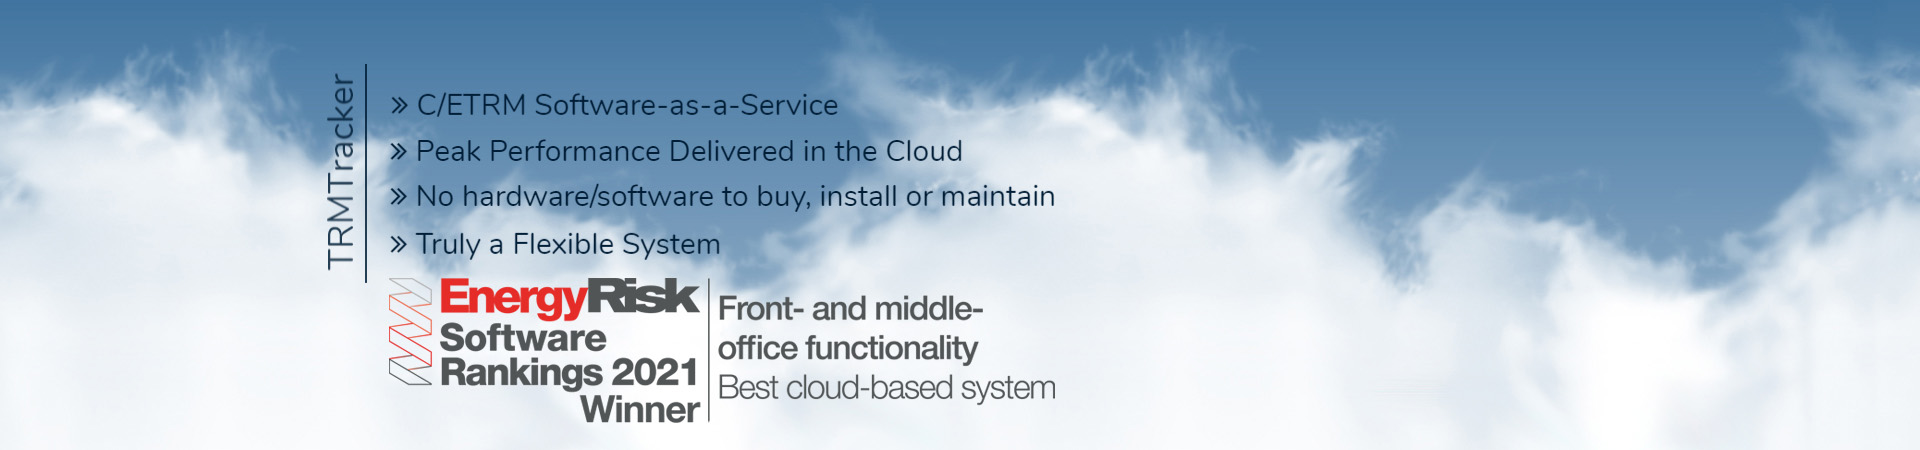 TRMTracker
» C/ETRM Software-as-a-Service
» Peak Performance Delivered in the Cloud
» No hardware/software to buy, install or maintain
» Truly a Flexible System
EnergyRisk
Software
Rankings 2021
Winner
Front- and middle-
office functionality
Best cloud-based system